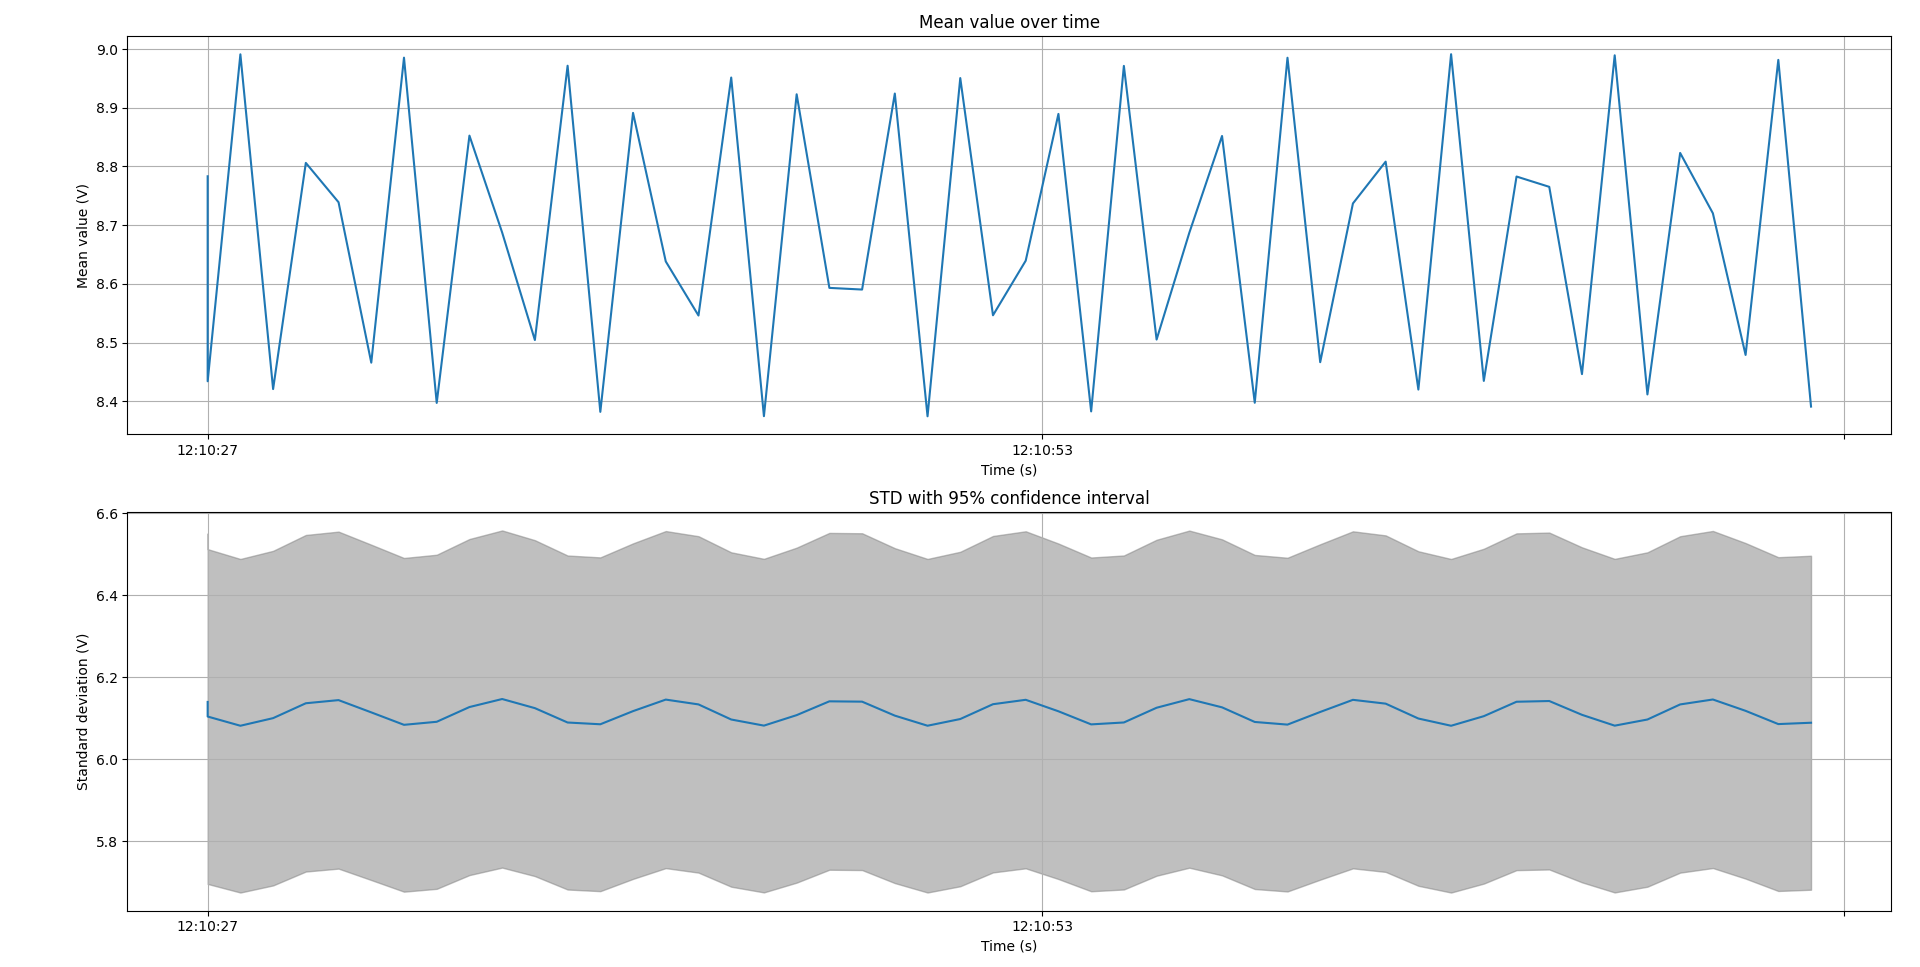 Mean value over time
Mean value (V)
9.0
8.9
8.8
8.7
8.6
8.5
8.4
12:10:27
12:10:53
Time (s)
STD with 95% confidence interval
Standard deviation (V)
6.6
6.4
6.2
6.0
5.8
12:10:27
12:10:53
Time (s)